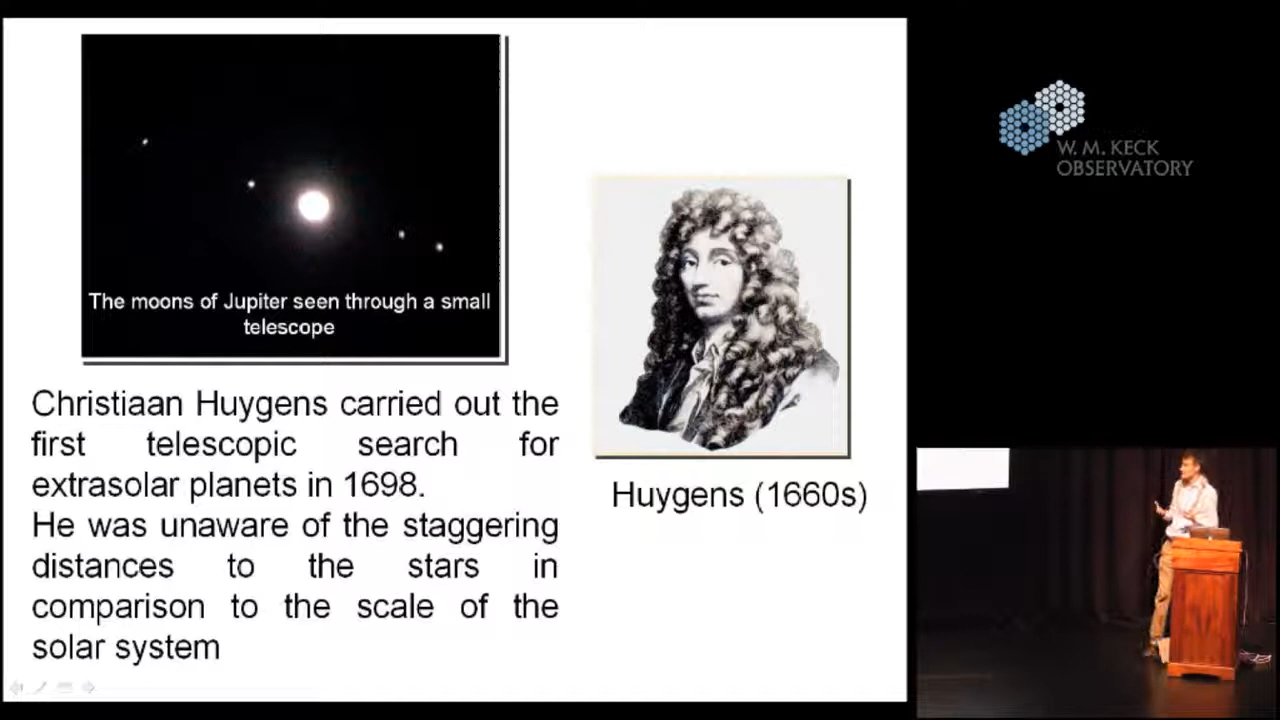 The moons of Jupiter seen through a small
telescope
Christiaan Huygens carried out the
first telescopic search for
extrasolar planets in 1698.
He was unaware of the staggering
distances to the stars in
comparison to the scale of the
solar system
Huygens (1660s)
W. M. KECK
OBSERVATORY